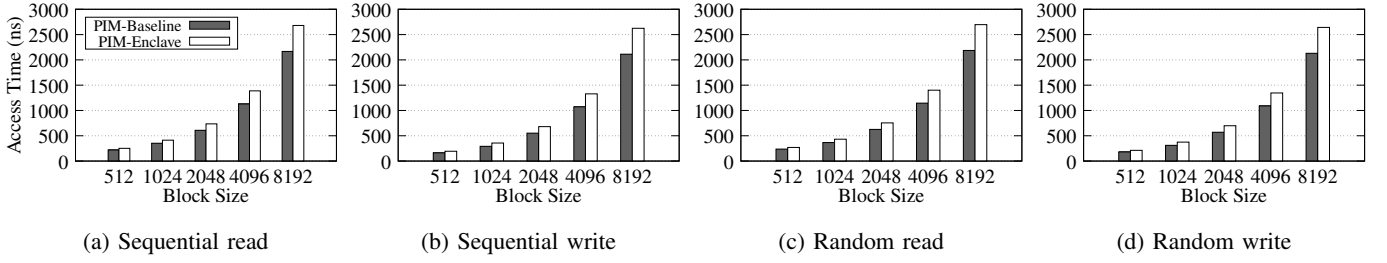 Access Time (ns)
3000
2500
2000
1500
1000
500
0
PIM-Baseline
PIM-Enclave
512 1024 2048 4096 8192
Block Size
(a) Sequential read
3000
2500
2000
1500
1000
500
0
512 1024 2048 4096 8192
Block Size
(b) Sequential write
3000
2500
2000
1500
1000
500
0
512 1024 2048 4096 8192
Block Size
(c) Random read
3000
2500
2000
1500
1000
500
0
512 1024 2048 4096 8192
Block Size
(d) Random write